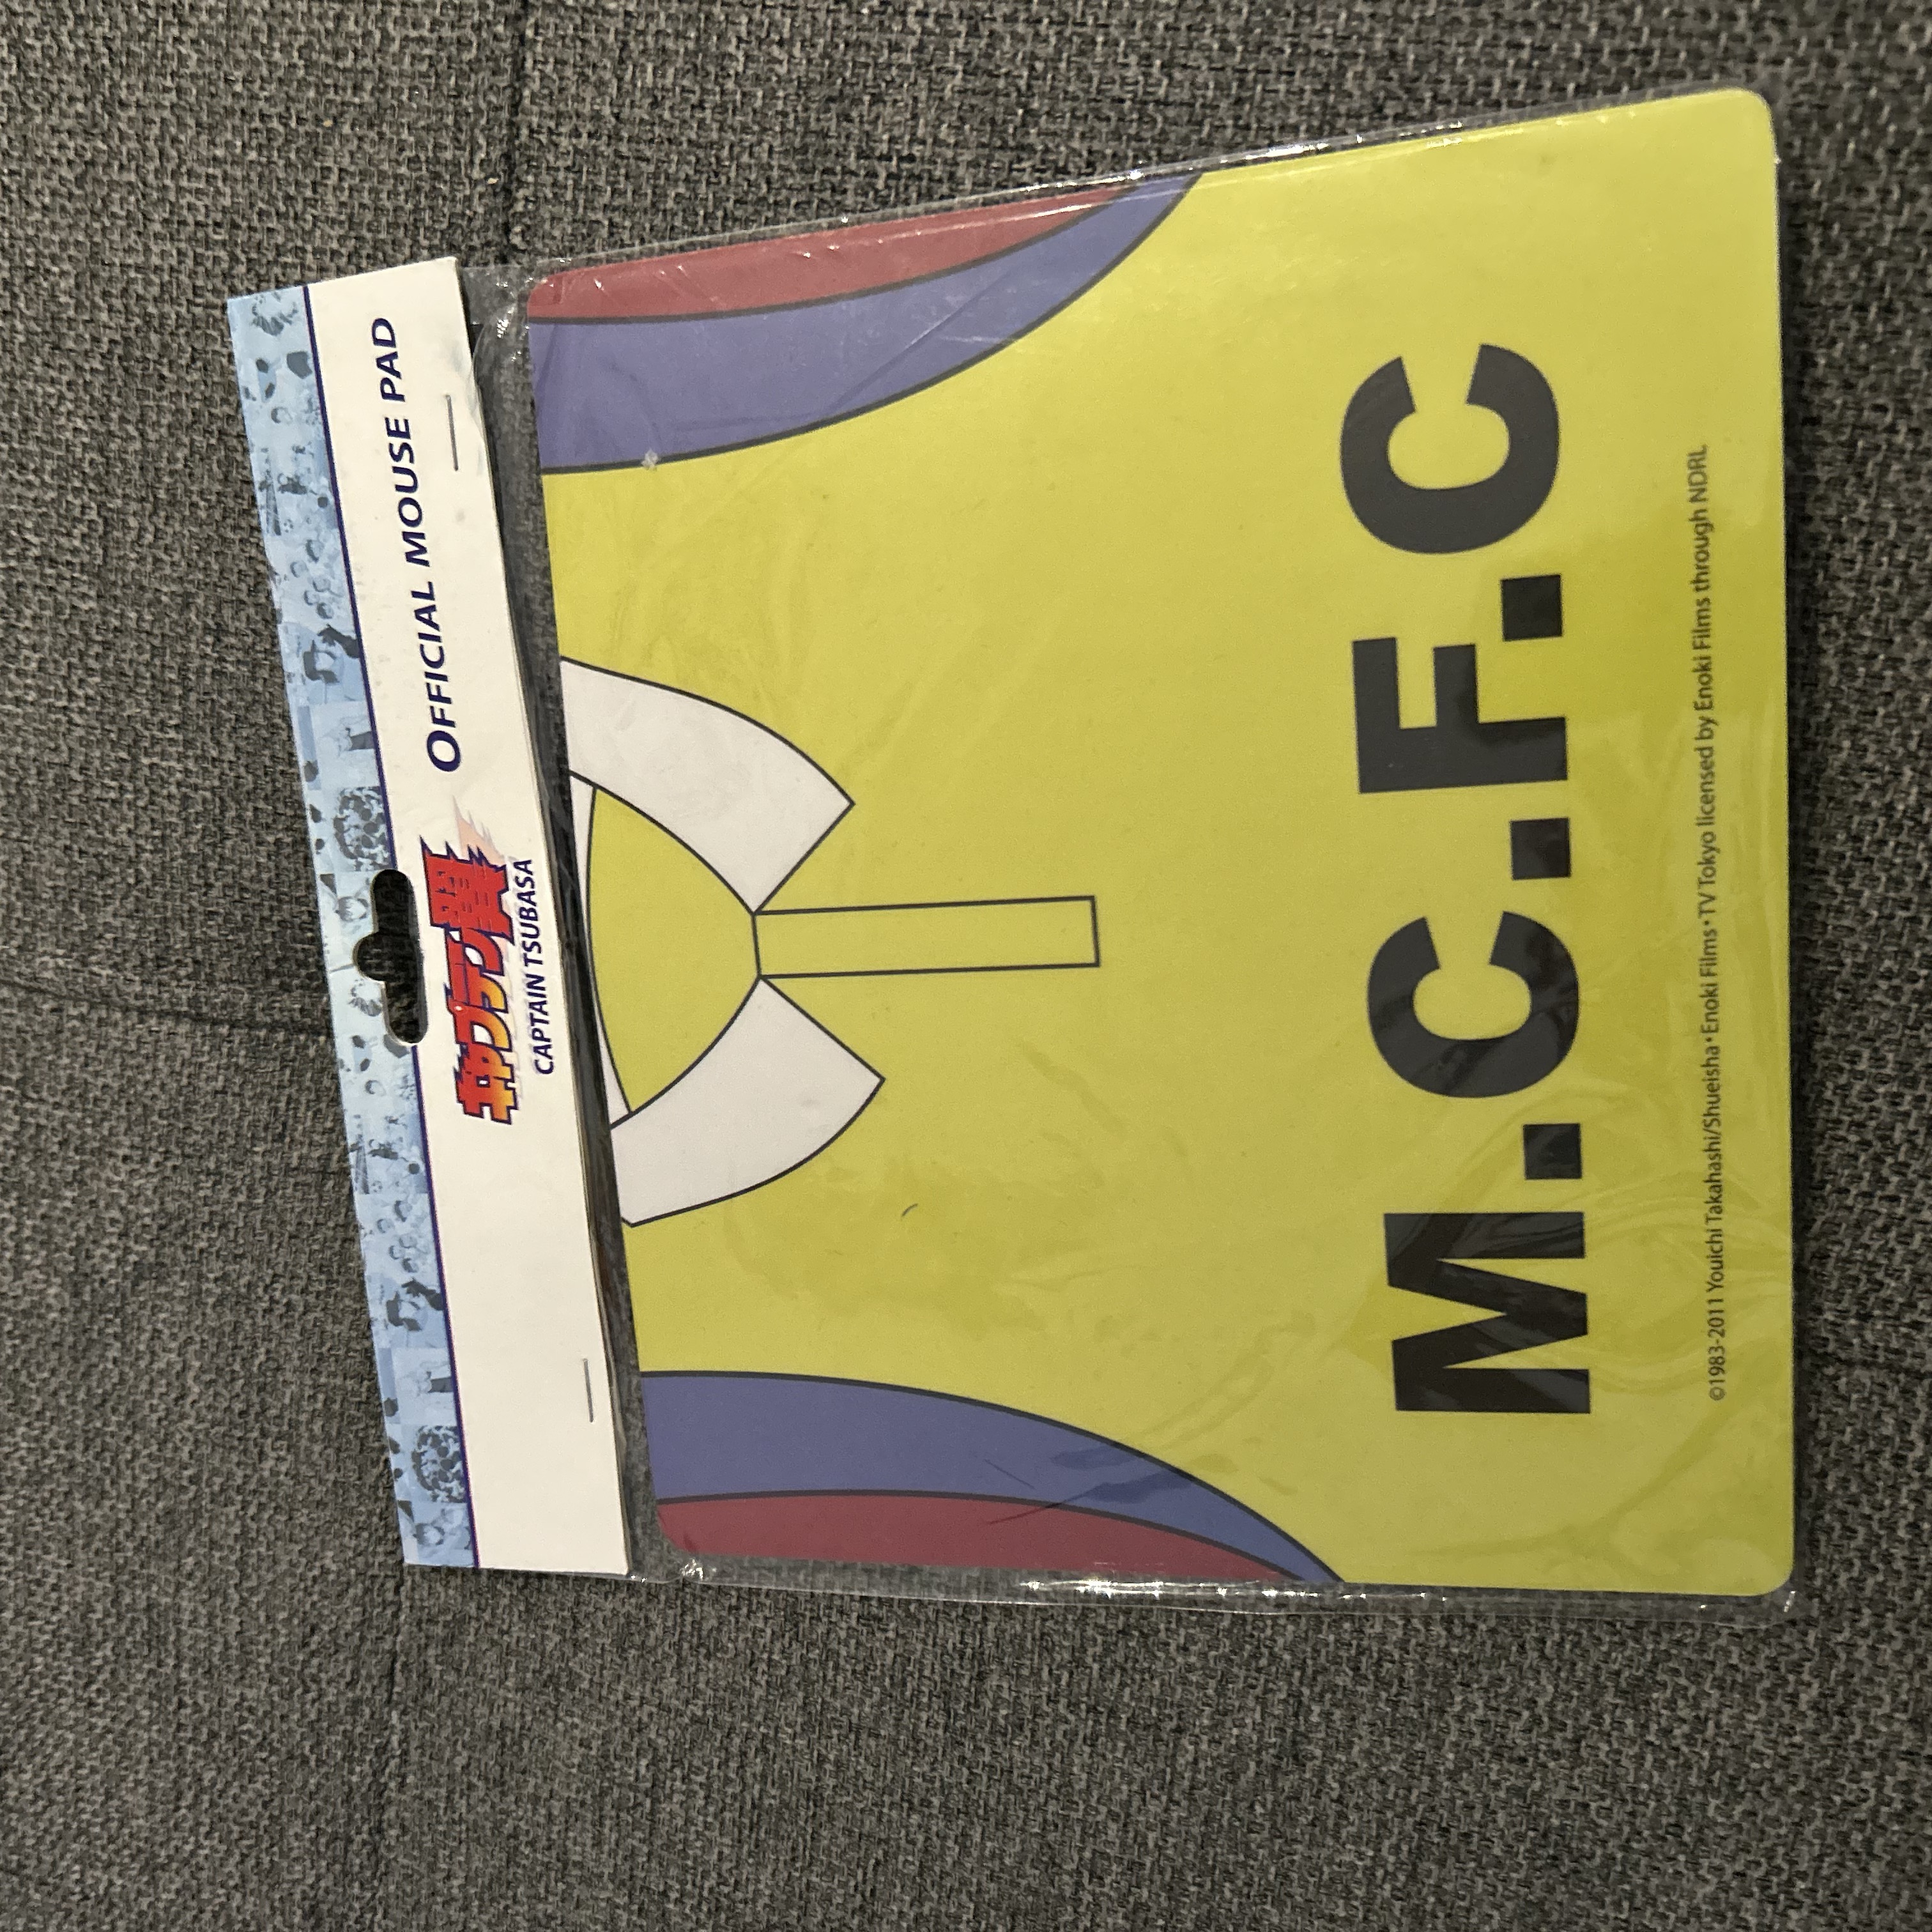 キャプテン翼
CAPTAIN TSUBASA
OFFICIAL MOUSE PAD
M.C.F.C
©1983-2011 Youichi Takahashi/Shueisha•Enoki Films•TV Tokyo licensed by Enoki Films through NDRL